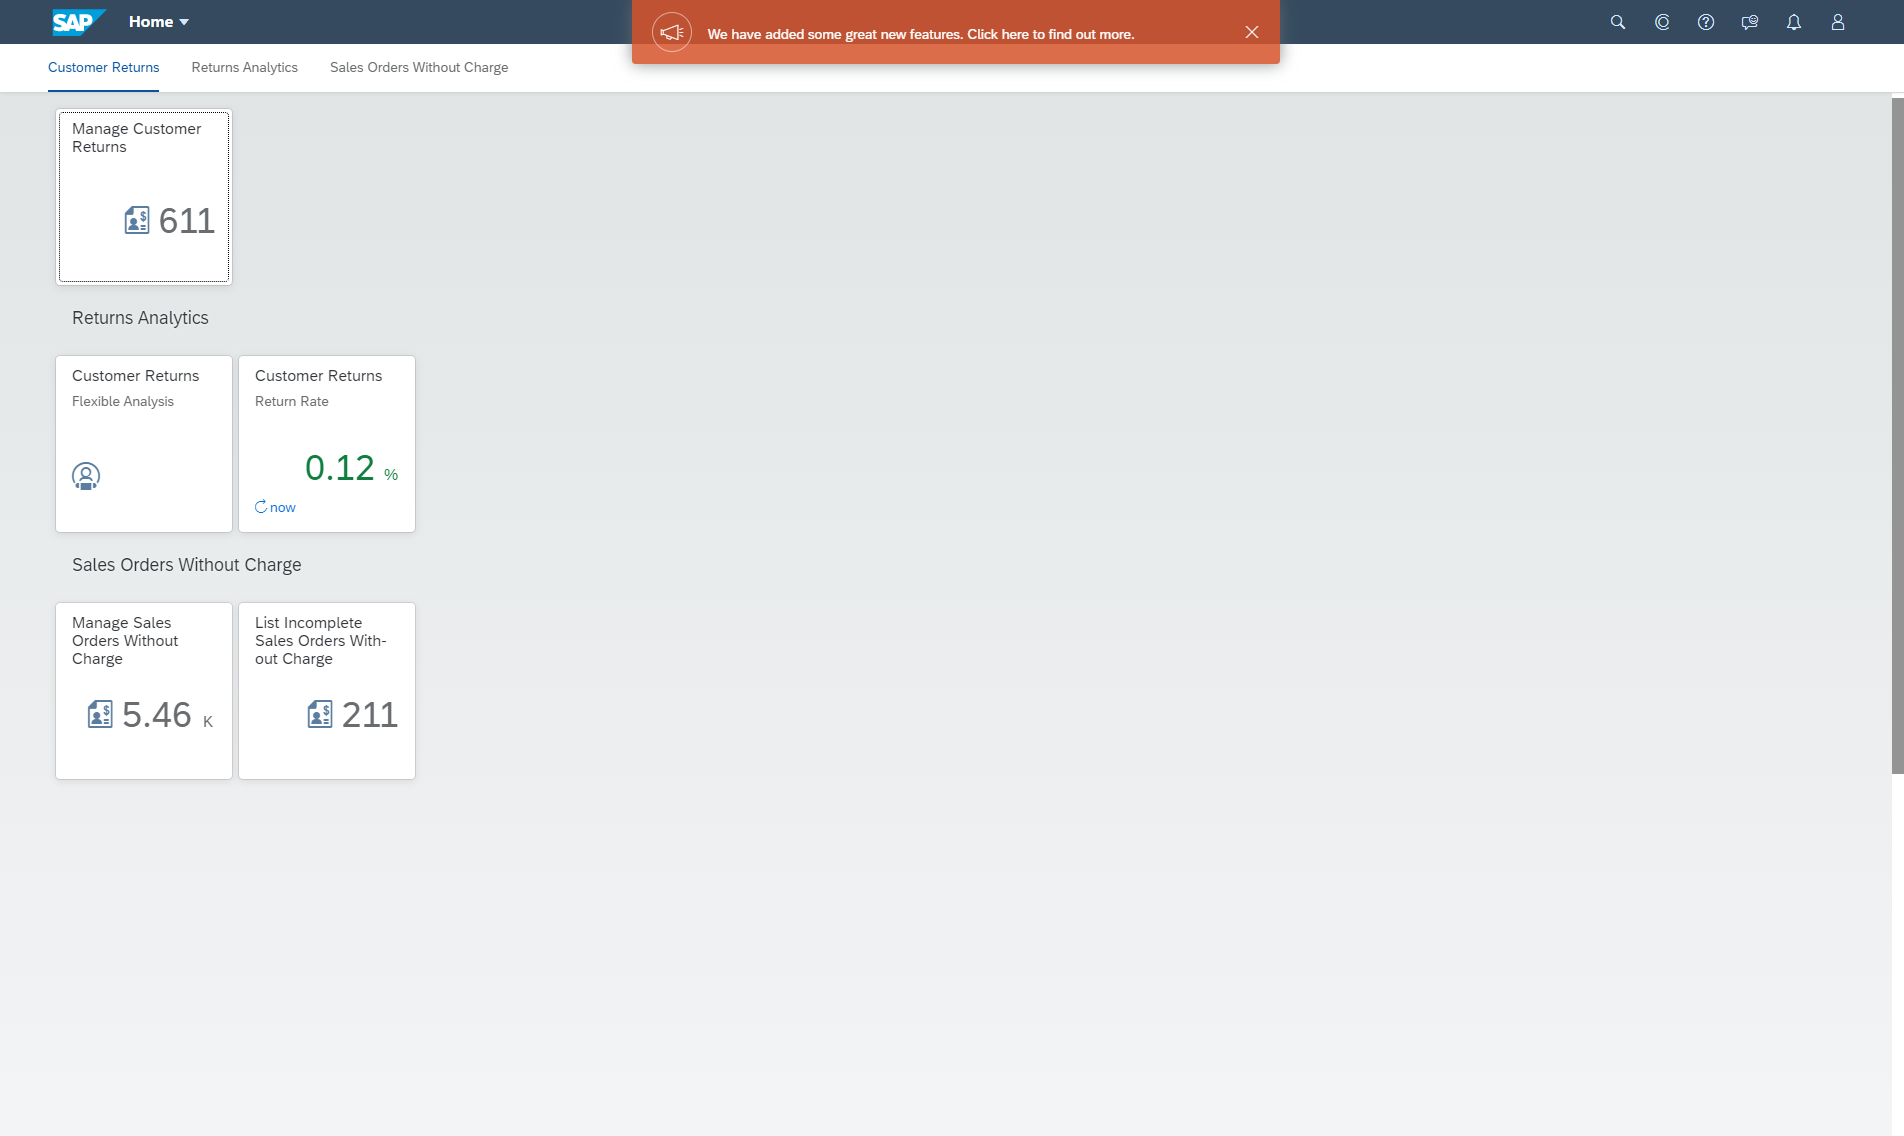 SAP
Home
We have added some great new features. Click here to find out more.
Customer Returns
Returns Analytics
Sales Orders Without Charge
Manage Customer
Returns
611
Returns Analytics
Customer Returns
Flexible Analysis
Customer Returns
Return Rate
0.12 %
now
Sales Orders Without Charge
Manage Sales
Orders Without
Charge
5.46 K
List Incomplete
Sales Orders With-
out Charge
211